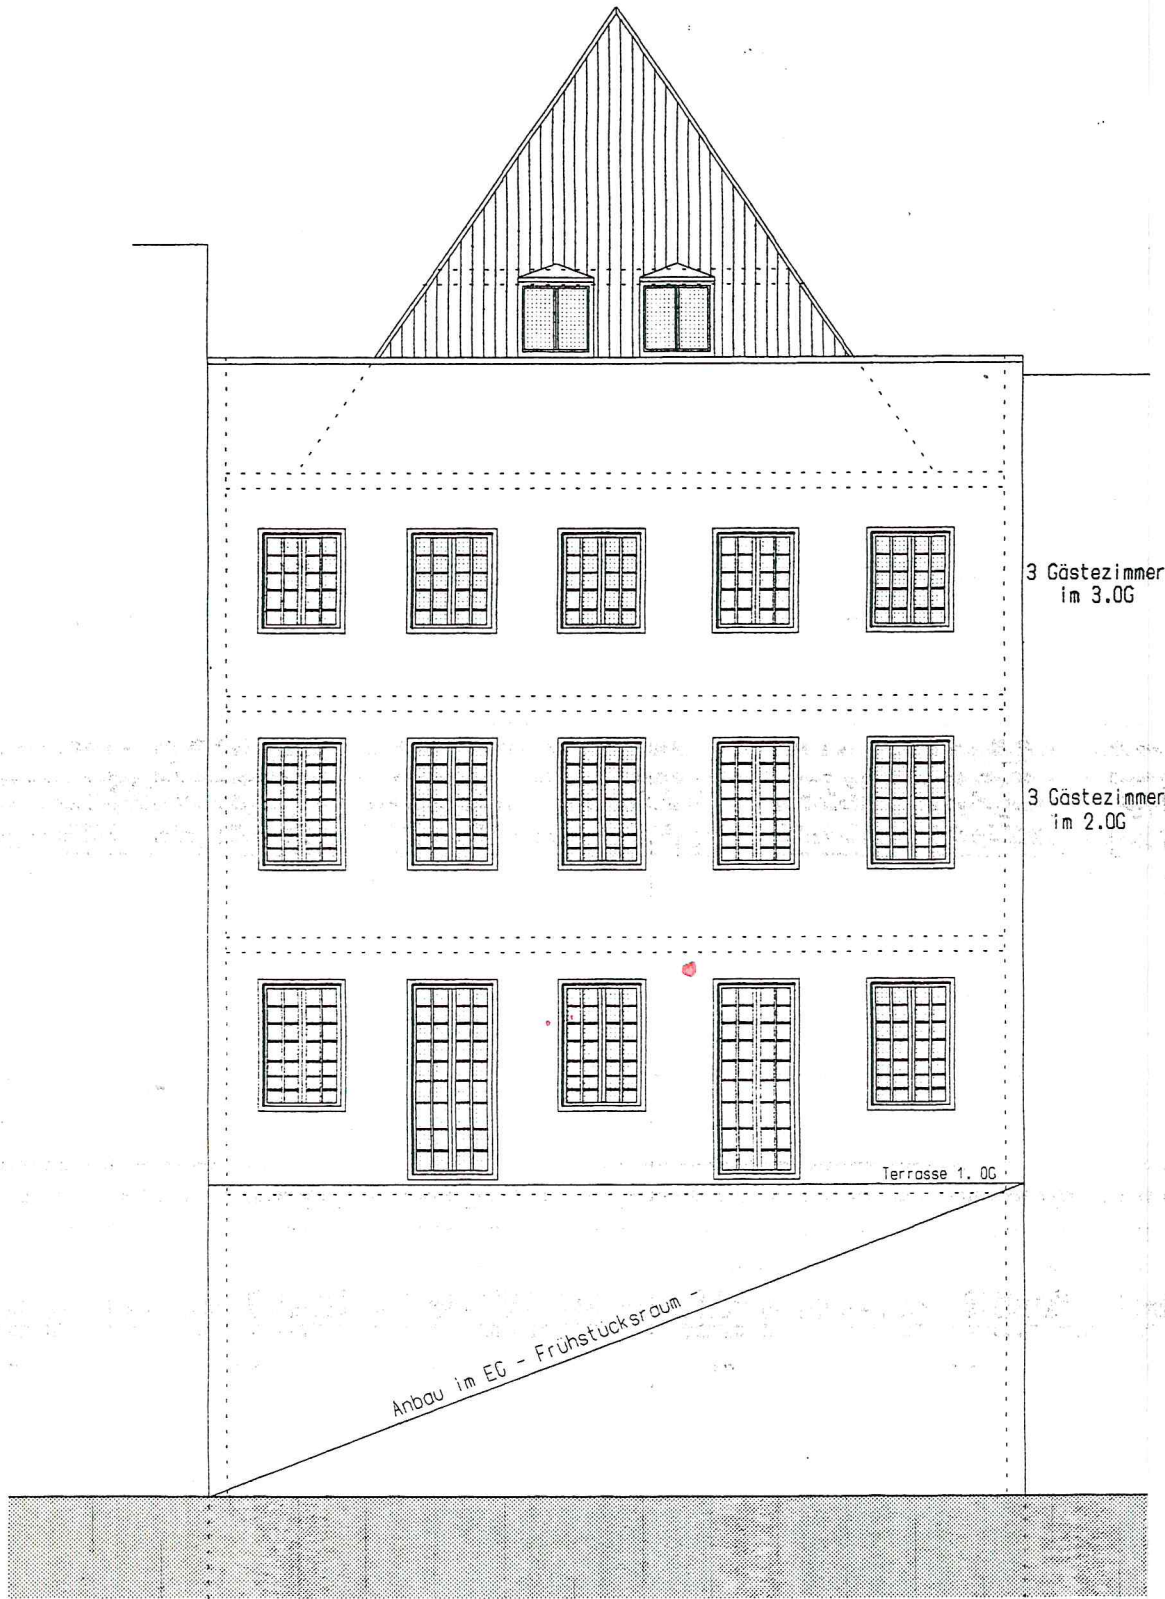 3 Gästezimmer
im 3.OG
3 Gästezimmer
im 2.OG
Terrasse 1. OG
Anbau im EG - Frühstücksraum -